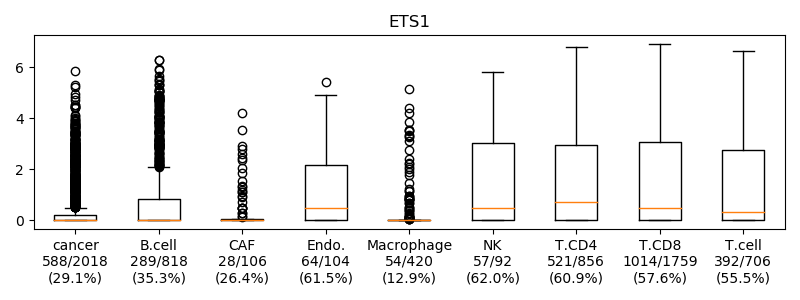 ETS1
6
4
2
0
cancer B.cell CAF Endo. Macrophage NK T.CD4 T.CD8 T.cell
588/2018 289/818 28/106 64/104 54/420 57/92 521/856 1014/1759 392/706
(29.1%) (35.3%) (26.4%) (61.5%) (12.9%) (62.0%) (60.9%) (57.6%) (55.5%)